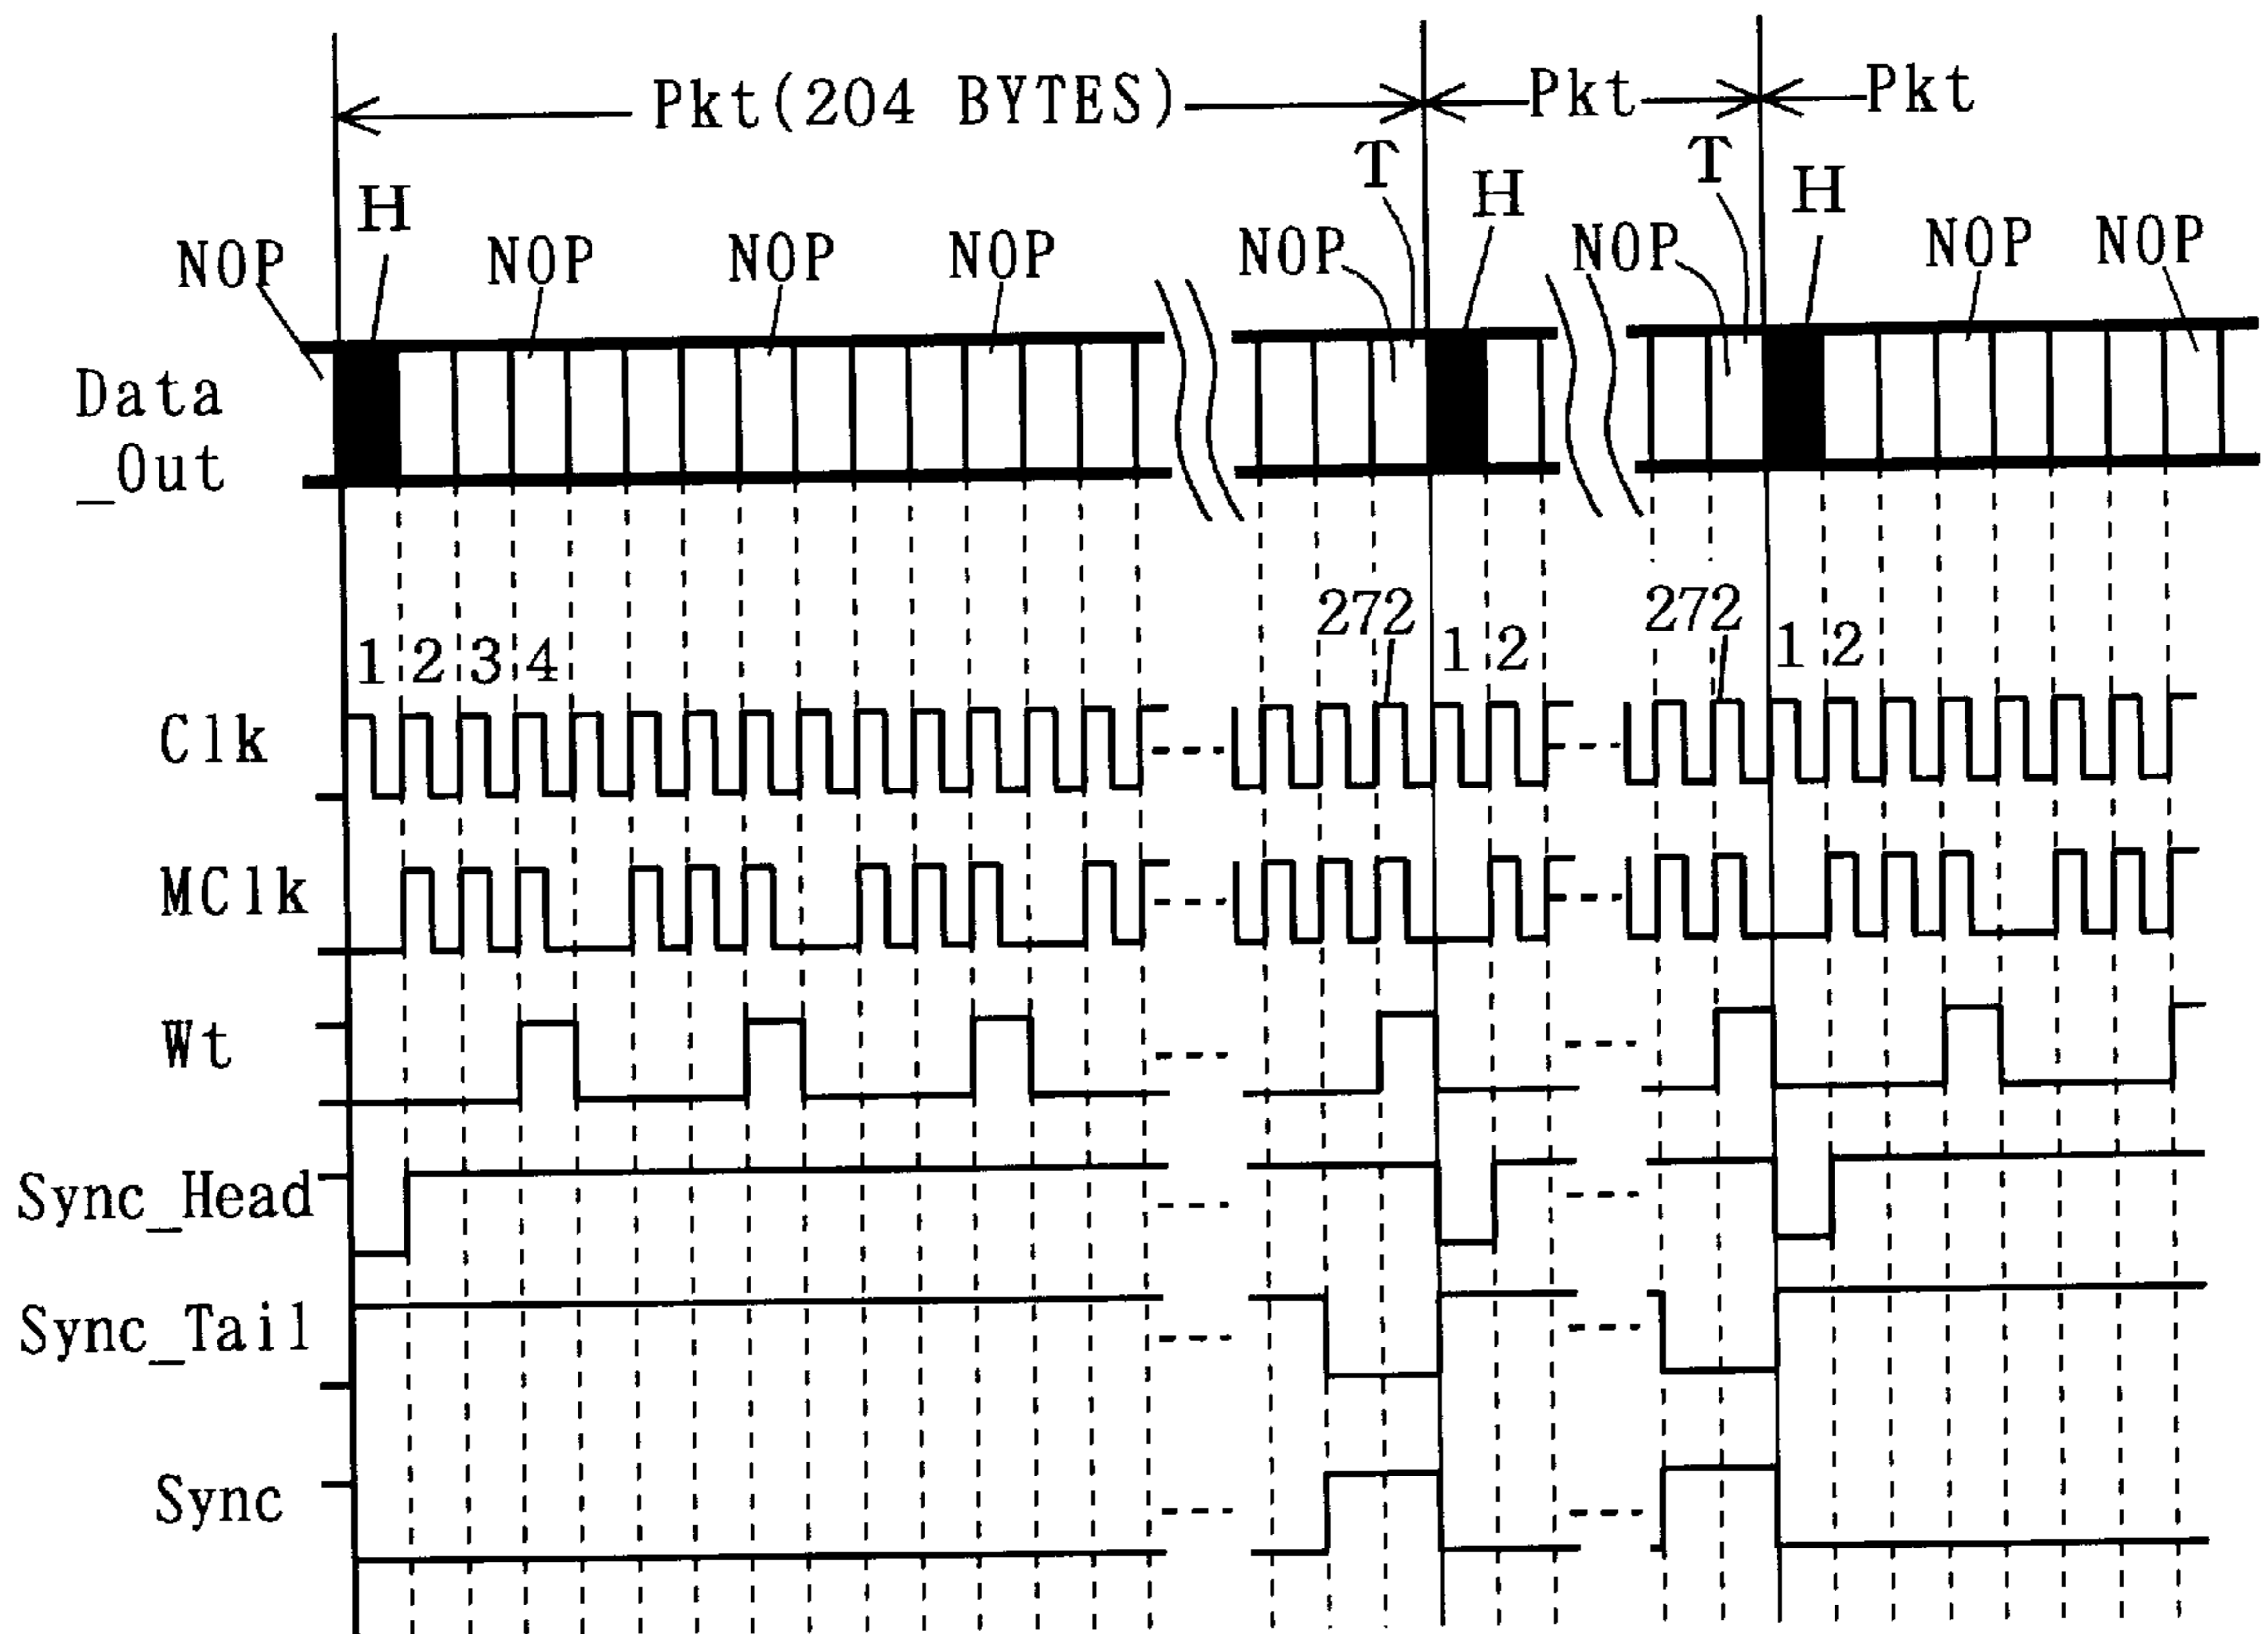 Pkt(204 BYTES) Pkt Pkt
T T
H H H
NOP NOP NOP NOP NOP NOP NOP NOP
Data
_Out
272 272
1 2 3 4 1 2 1 2
Clk
MClk
Wt
Sync_Head
Sync_Tail
Sync